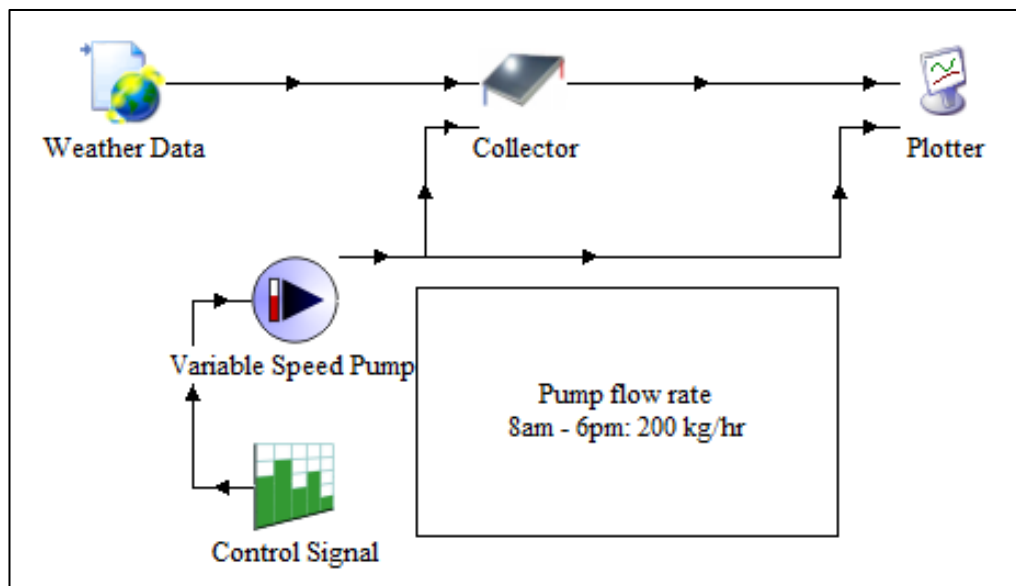 Weather Data
Collector
Plotter
Variable Speed Pump
Pump flow rate
8am - 6pm: 200 kg/hr
Control Signal